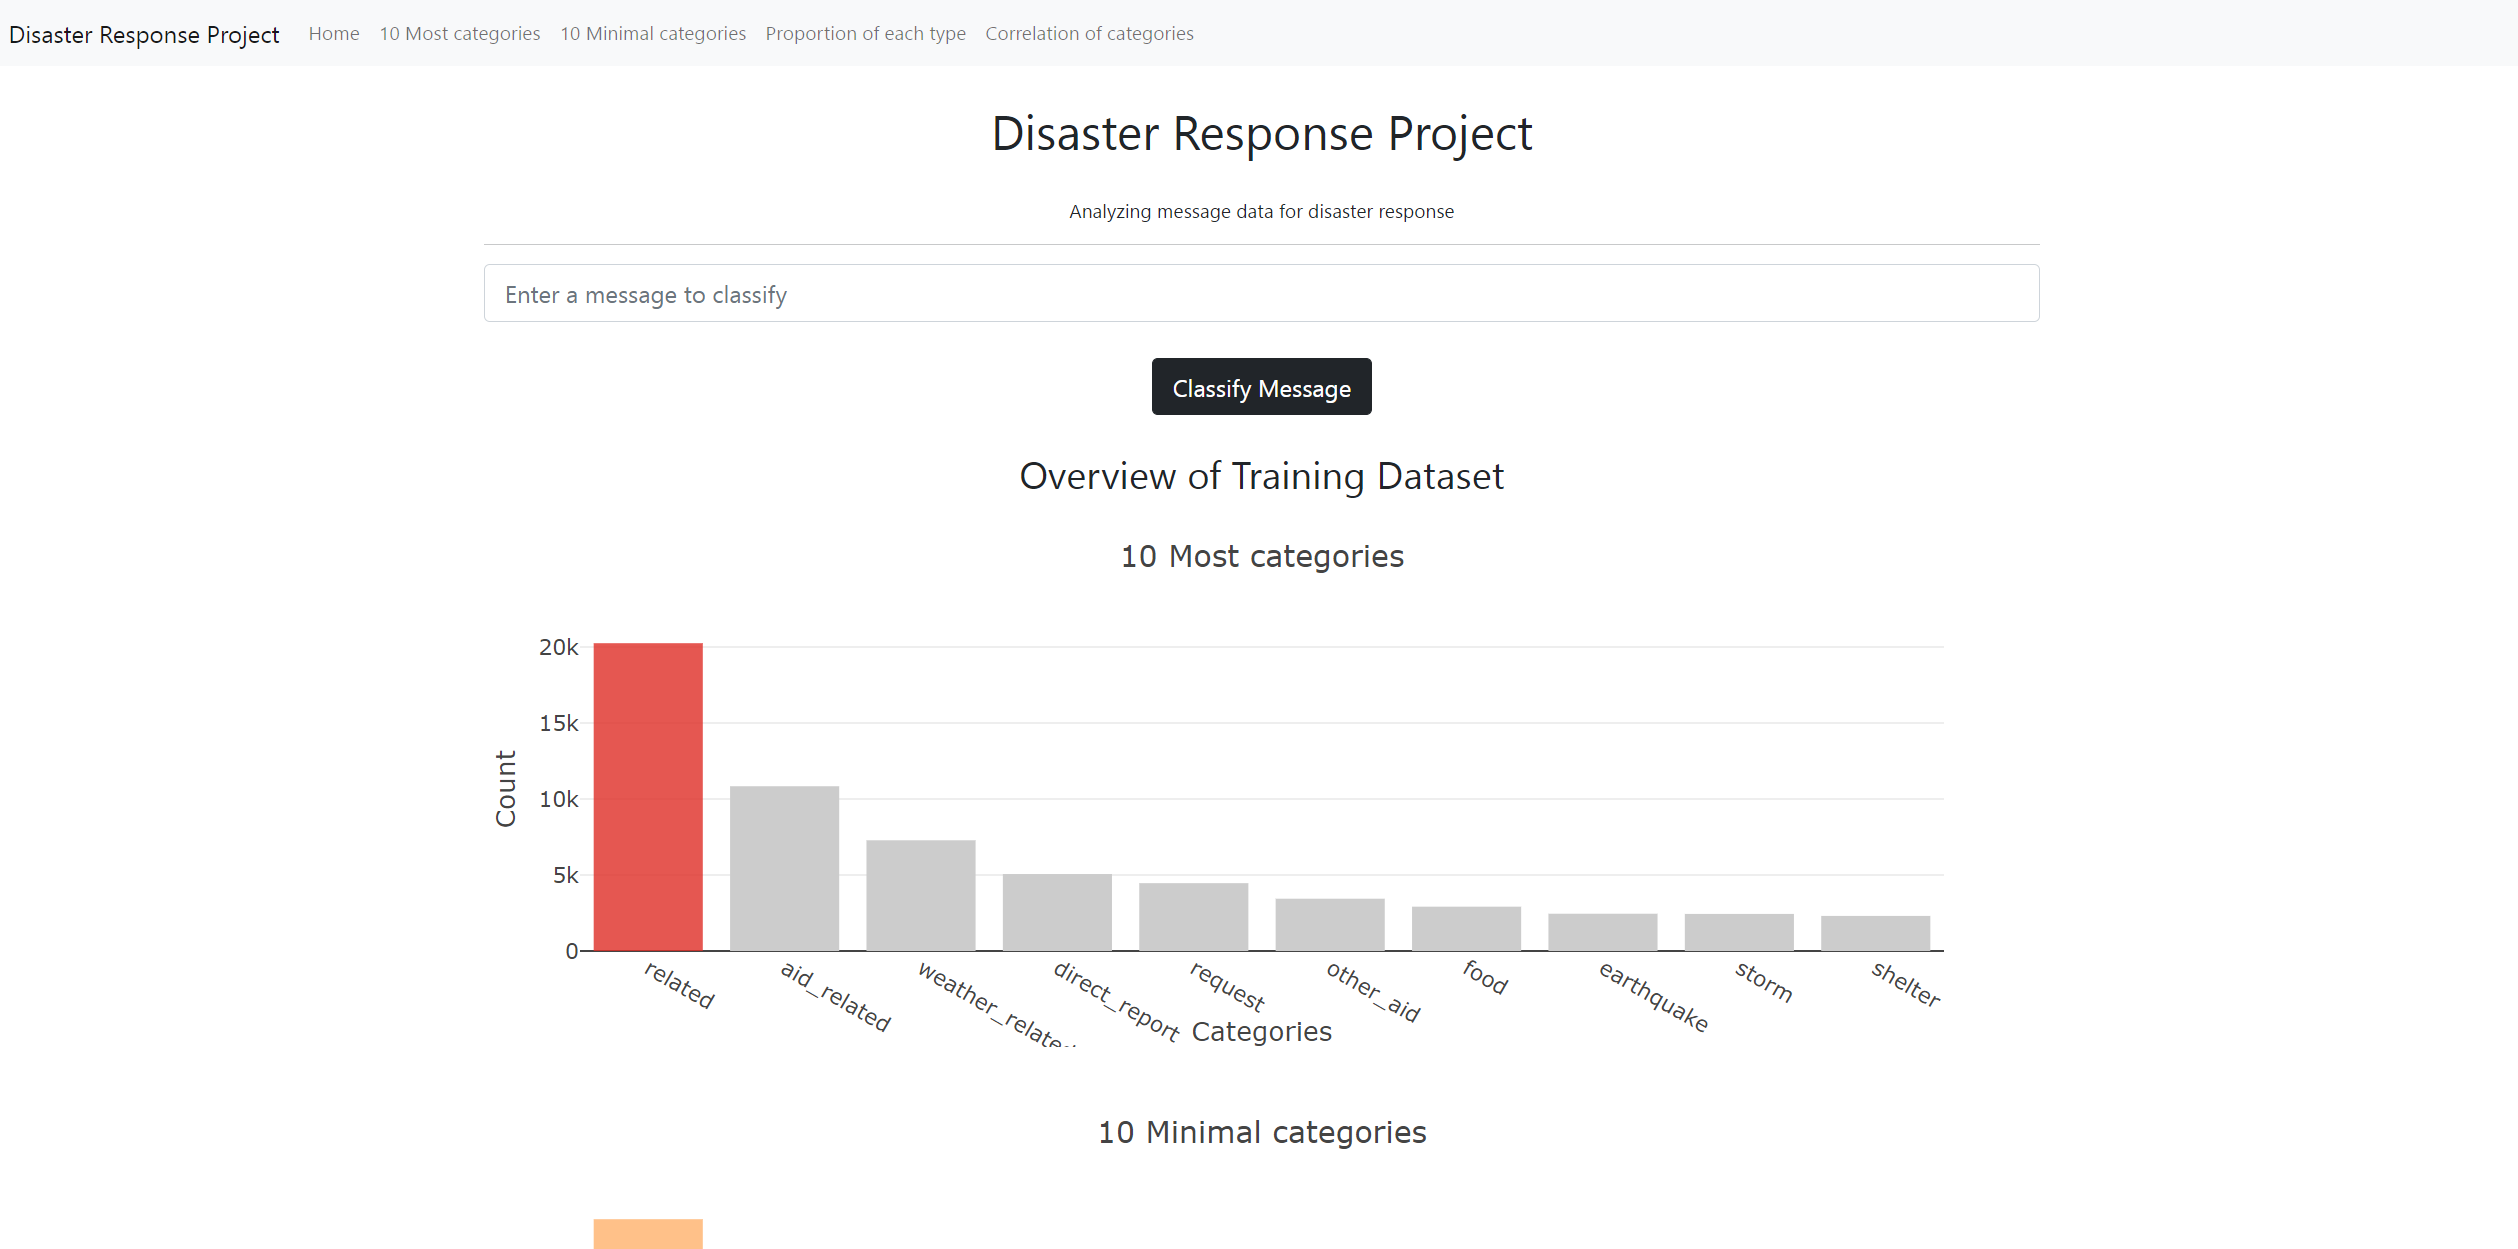 Disaster Response Project Home 10 Most categories 10 Minimal categories Proportion of each type Correlation of categories
Disaster Response Project
Analyzing message data for disaster response
Enter a message to classify
Classify Message
Overview of Training Dataset
10 Most categories
20k
15k
10k
5k
0
Count
related aid_related weather_related direct_report request other_aid food earthquake storm shelter
Categories
10 Minimal categories